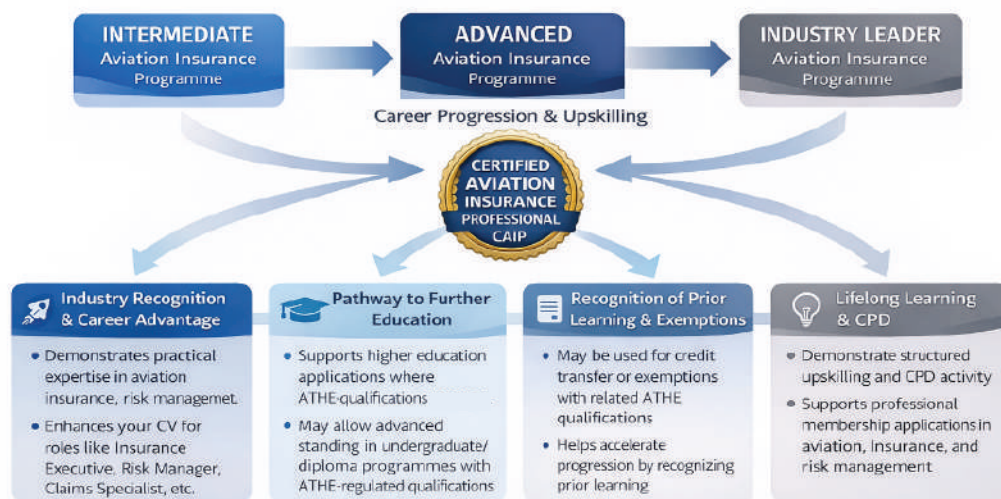 INTERMEDIATE
Aviation Insurance
Programme
ADVANCED
Aviation Insurance
Programme
INDUSTRY LEADER
Aviation Insurance
Programme
Career Progression & Upskilling
CERTIFIED
AVIATION
INSURANCE
PROFESSIONAL
CAIP
Industry Recognition
& Career Advantage
• Demonstrates practical
expertise in aviation
insurance, risk managemet.
• Enhances your CV for
roles like Insurance
Executive, Risk Manager,
Claims Specialist, etc.
Pathway to Further
Education
• Supports higher education
applications where
ATHE-qualifications
• May allow advanced
standing in undergraduate/
diploma programmes with
ATHE-regulated qualifications
Recognition of Prior
Learning & Exemptions
• May be used for credit
transfer or exemptions
with related ATHE
qualifications
• Helps accelerate
progression by recognizing
prior learning
Lifelong Learning
& CPD
• Demonstrate structured
upskilling and CPD activity
• Supports professional
membership applications in
aviation, Insurance, and
risk management